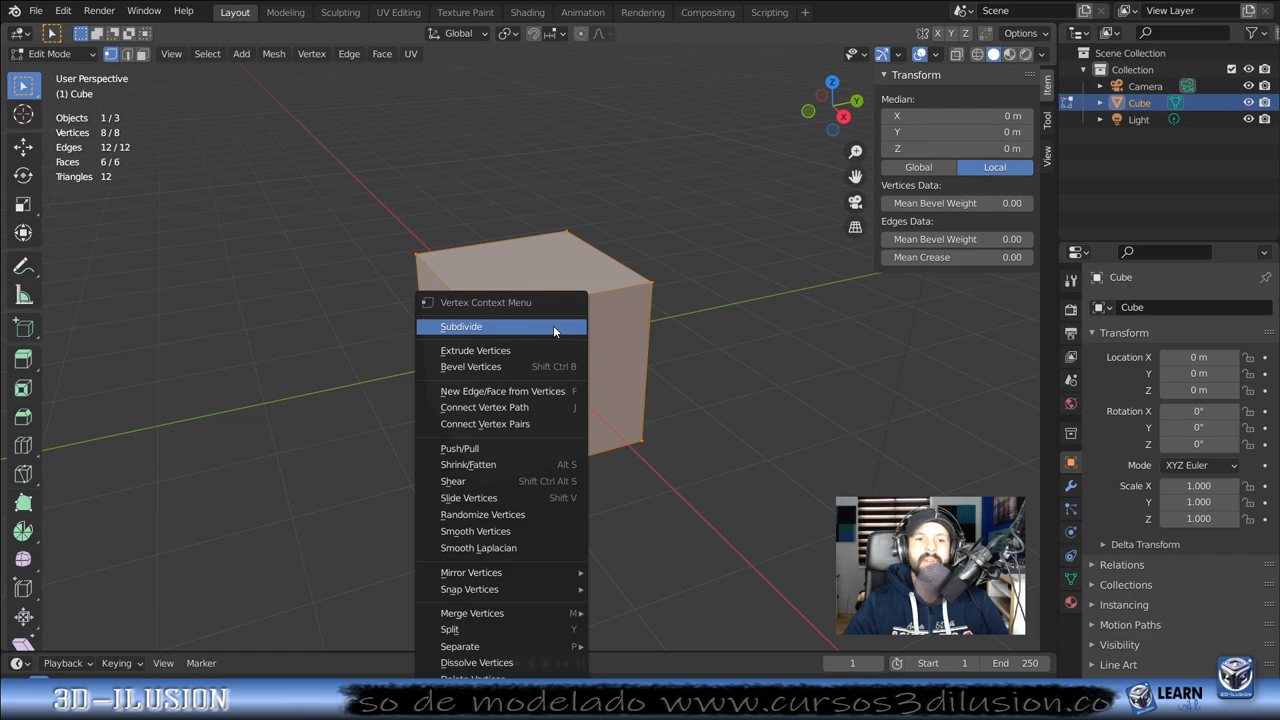 File Edit Render Window Help
Layout Modeling Sculpting UV Editing Texture Paint Shading Animation Rendering Compositing Scripting +
Scene
View Layer
Global
X Y Z
Options
Edit Mode View Select Add Mesh Vertex Edge Face UV
User Perspective
(1) Cube
Objects 1 / 3
Vertices 8 / 8
Edges 12 / 12
Faces 6 / 6
Triangles 12
Z
Y
X
Transform
Median:
X 0 m
Y 0 m
Z 0 m
Global Local
Vertices Data:
Mean Bevel Weight 0.00
Edges Data:
Mean Bevel Weight 0.00
Mean Crease 0.00
Item
Tool
View
Scene Collection
Collection
Camera
Cube
Light
Vertex Context Menu
Subdivide
Extrude Vertices
Bevel Vertices Shift Ctrl B
New Edge/Face from Vertices F
Connect Vertex Path J
Connect Vertex Pairs
Push/Pull
Shrink/Fatten Alt S
Shear Shift Ctrl Alt S
Slide Vertices Shift V
Randomize Vertices
Smooth Vertices
Smooth Laplacian
Mirror Vertices
Snap Vertices
Merge Vertices M
Split Y
Separate P
Dissolve Vertices
Delete Vertices
Cube
Cube
Transform
Location X 0 m
Y 0 m
Z 0 m
Rotation X 0°
Y 0°
Z 0°
Mode XYZ Euler
Scale X 1.000
Y 1.000
Z 1.000
Delta Transform
Relations
Collections
Instancing
Motion Paths
Visibility
Line Art
Playback Keying View Marker
1 Start 1 End 250
3D-ILUSION
so de modelado www.cursos3dilusion.co
LEARN